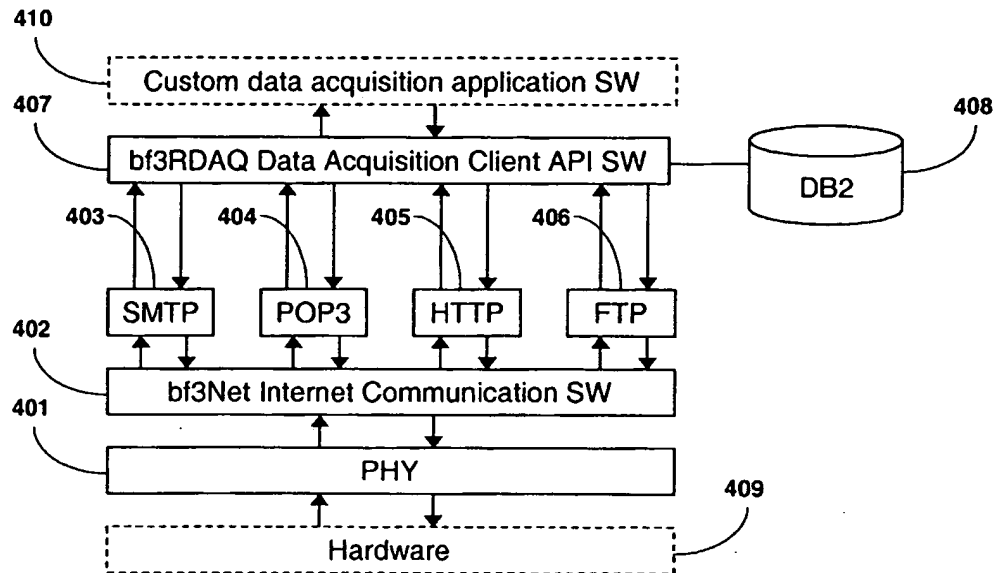 410
Custom data acquisition application SW
407
408
bf3RDAQ Data Acquisition Client API SW
DB2
403
404
405
406
SMTP
POP3
HTTP
FTP
402
bf3Net Internet Communication SW
401
PHY
409
Hardware